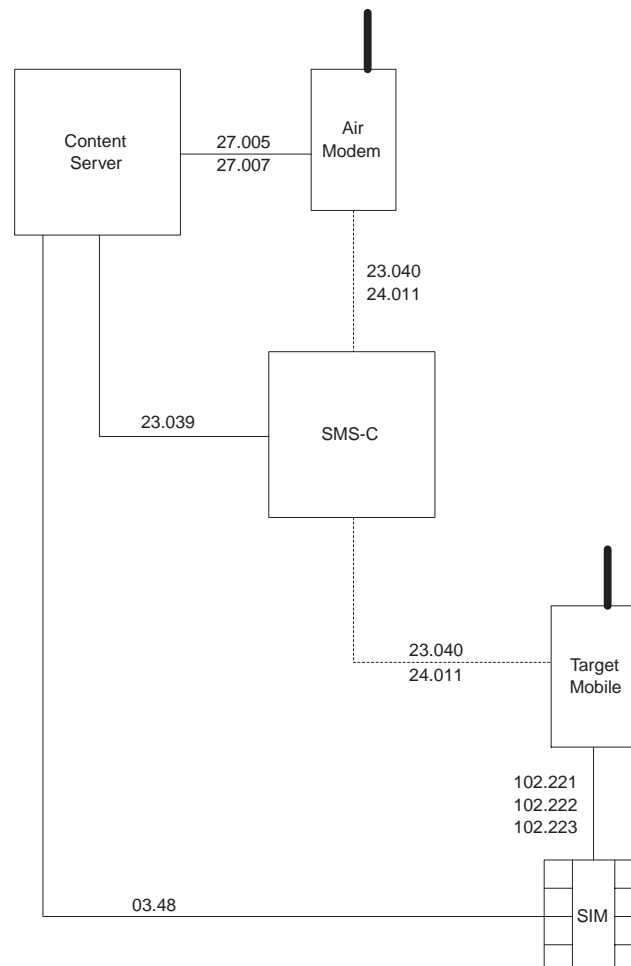 Content
Server
27.005
27.007
Air
Modem
23.040
24.011
23.039
SMS-C
23.040
24.011
Target
Mobile
102.221
102.222
102.223
03.48
SIM